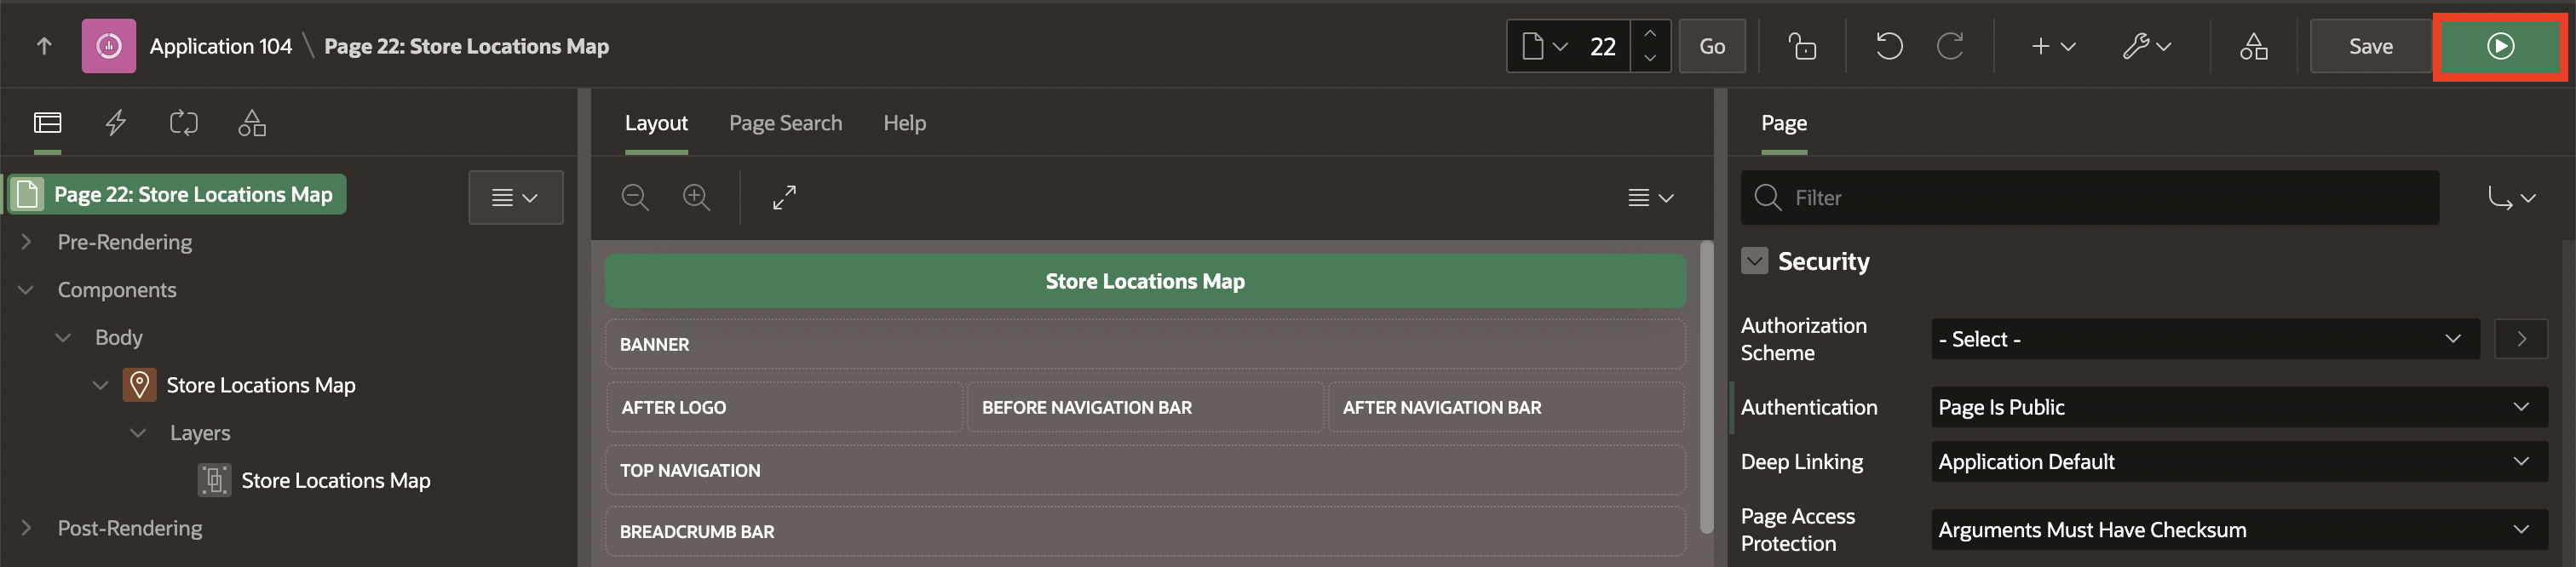 Application 104 \ Page 22: Store Locations Map
22
Go
Save
Layout
Page Search
Help
Page
Page 22: Store Locations Map
Pre-Rendering
Components
Body
Store Locations Map
Layers
Store Locations Map
Post-Rendering
Store Locations Map
BANNER
AFTER LOGO
BEFORE NAVIGATION BAR
AFTER NAVIGATION BAR
TOP NAVIGATION
BREADCRUMB BAR
Filter
Security
Authorization
Scheme
- Select -
Authentication
Page Is Public
Deep Linking
Application Default
Page Access
Protection
Arguments Must Have Checksum